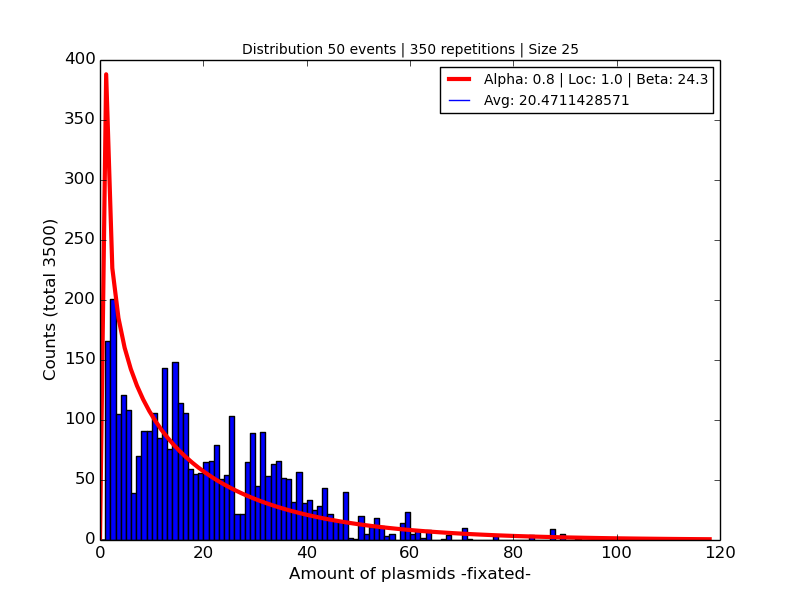 Distribution 50 events | 350 repetitions | Size 25
Alpha: 0.8 | Loc: 1.0 | Beta: 24.3
Avg: 20.4711428571
400
350
300
250
200
150
100
50
0
Counts (total 3500)
0 20 40 60 80 100 120
Amount of plasmids -fixated-